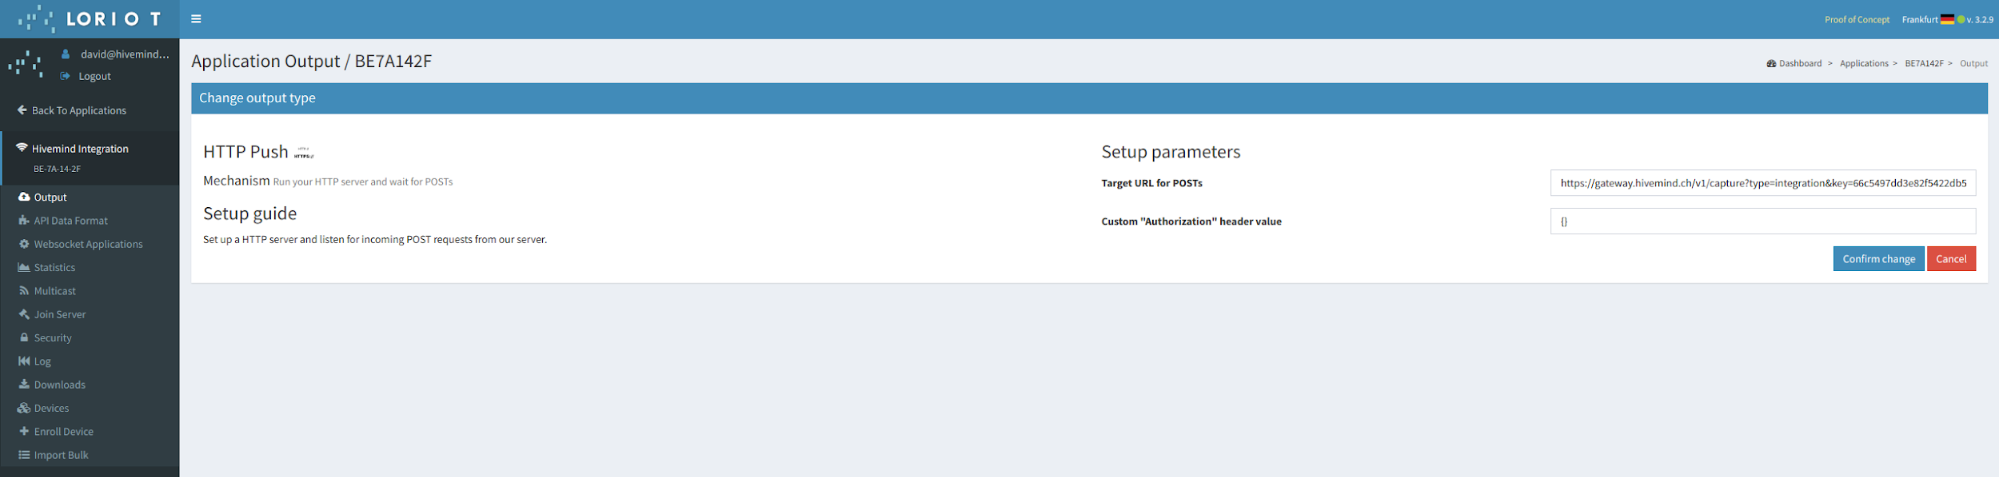 LORIOT
Proof of Concept Frankfurt v. 3.2.9
david@hivemind...
Logout
Back To Applications
Hivemind Integration
BE-7A-14-2F
Output
API Data Format
Websocket Applications
Statistics
Multicast
Join Server
Security
Log
Downloads
Devices
Enroll Device
Import Bulk
Application Output / BE7A142F
Dashboard > Applications > BE7A142F > Output
Change output type
HTTP Push
Mechanism Run your HTTP server and wait for POSTs
Setup guide
Set up a HTTP server and listen for incoming POST requests from our server.
Setup parameters
Target URL for POSTs
https://gateway.hivemind.ch/v1/capture?type=integration&key=66c5497dd3e82f5422db5
Custom "Authorization" header value
{}
Confirm change Cancel